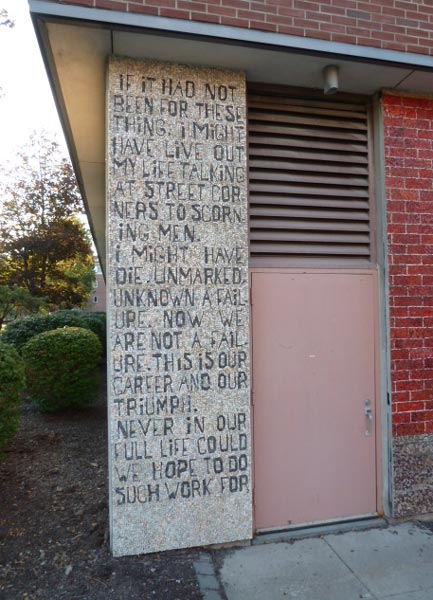 IF IT HAD NOT
BEEN FOR THESE
THING, i MiGHT
HAVE LIVE OUT
MY LIFE TALKING
AT STREET COR
NERS TO SCORN.
ING MEN.
i MIGHT HAVE
DIE, UNMARKED,
UNKNOWN A FAIL
URE. NOW WE
ARE NOT A FAIL
URE. THIS IS OUR
CAREER AND OUR
TRIUMPH.
NEVER IN OUR
FULL LIFE COULD
WE HOPE TO DO
SUCH WORK FOR